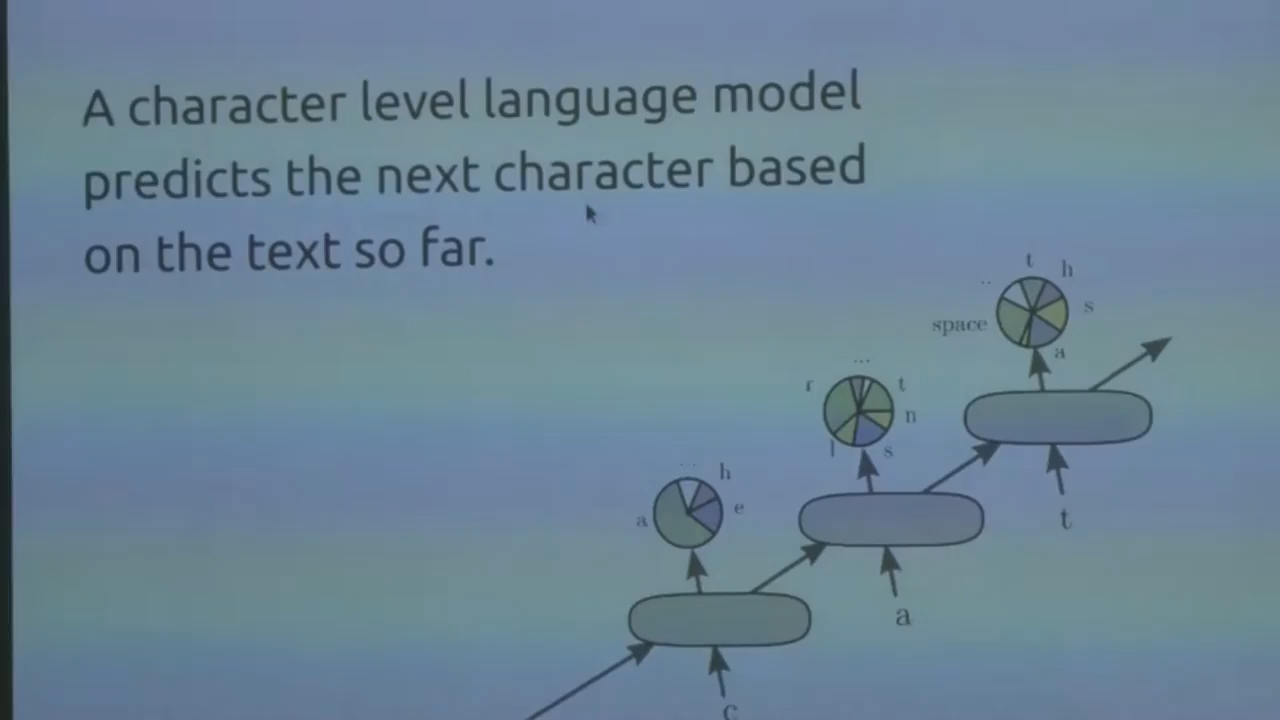 A character level language model
predicts the next character based
on the text so far.
t
h
..
s
space
a
...
r
t
n
l
s
t
...
h
a
e
a
c